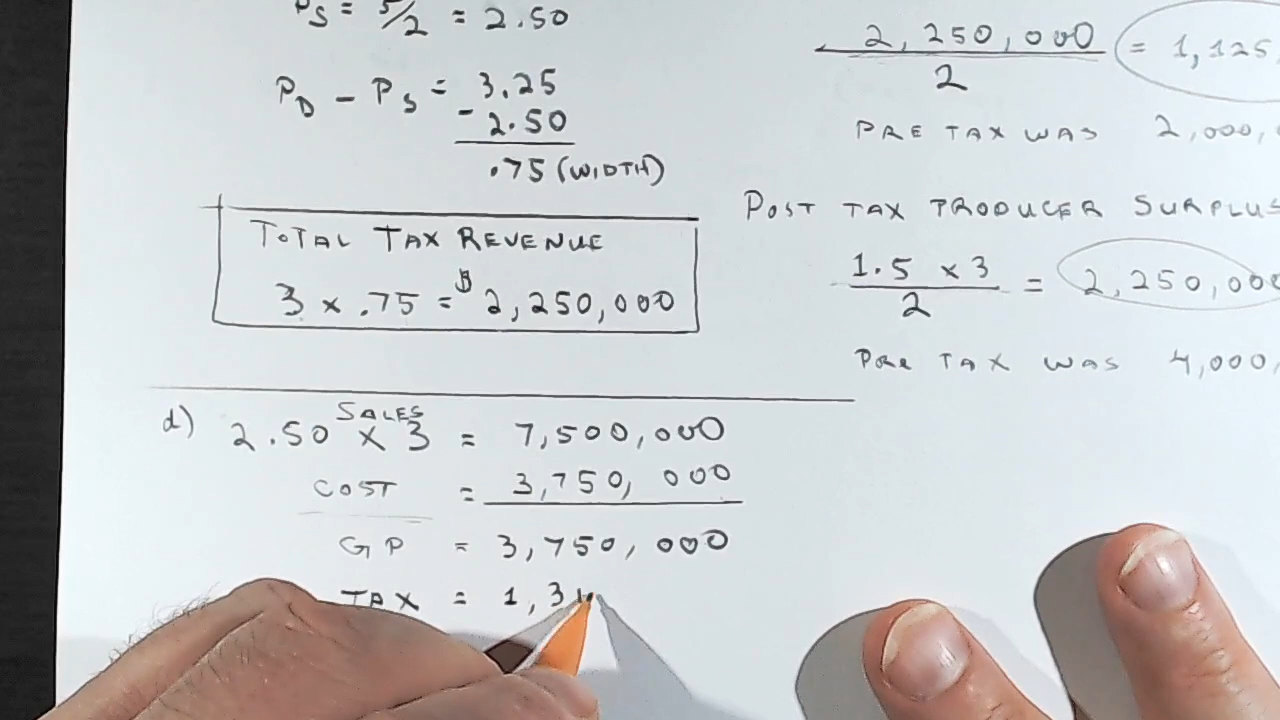 PS = 5/2 = 2.50
PD - PS = 3.25
- 2.50
.75 (WIDTH)
TOTAL TAX REVENUE
3 x .75 = $2,250,000
2,250,000 = 1,125,
2
PRE TAX WAS 2,000,
POST TAX PRODUCER SURPLUS
1.5 x 3 = 2,250,000
2
PRE TAX WAS 4,000,
d) SALES
2.50 x 3 = 7,500,000
COST = 3,750,000
GP = 3,750,000
TAX = 1,3